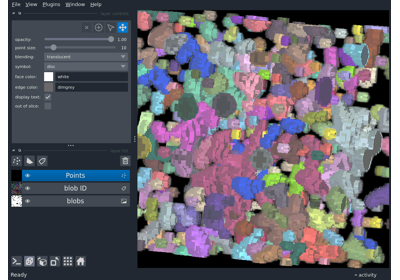 File View Plugins Window Help
opacity: 1.00
point size: 10
blending: translucent
symbol: disc
face color: white
edge color: dimgrey
display text:
out of slice:
Points
blob ID
blobs
Ready
activity